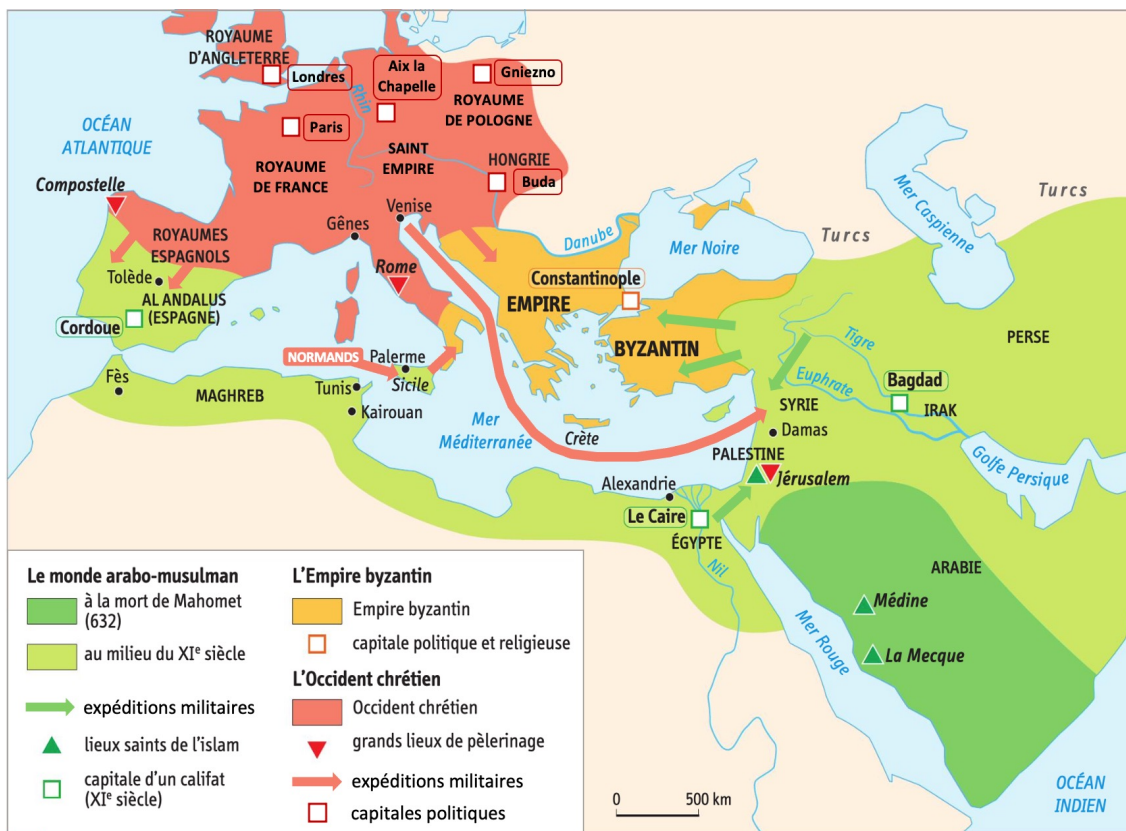 ROYAUME
D'ANGLETERRE
Londres
Aix la
Chapelle
Gniezno
ROYAUME
DE POLOGNE
Rhin
Paris
OCÉAN
ATLANTIQUE
SAINT
EMPIRE
HONGRIE
Buda
ROYAUME
DE FRANCE
Compostelle
Venise
Gênes
Turcs
Mer Caspienne
Turcs
Danube
Mer Noire
ROYAUMES
ESPAGNOLS
Tolède
Rome
Constantinople
AL ANDALUS
(ESPAGNE)
Cordoue
EMPIRE
BYZANTIN
PERSE
Tigre
NORMANDS
Palerme
Sicile
Fès
MAGHREB
Tunis
Kairouan
Euphrate
Bagdad
IRAK
SYRIE
Damas
Mer
Méditerranée
Crète
PALESTINE
Jérusalem
Golfe Persique
Alexandrie
Le Caire
ÉGYPTE
Nil
ARABIE
Médine
La Mecque
Mer Rouge
OCÉAN
INDIEN
0
500 km
Le monde arabo-musulman
à la mort de Mahomet
(632)
au milieu du XIe siècle
expéditions militaires
lieux saints de l'islam
capitale d'un califat
(XIe siècle)
L'Empire byzantin
Empire byzantin
capitale politique et religieuse
L'Occident chrétien
Occident chrétien
grands lieux de pèlerinage
expéditions militaires
capitales politiques